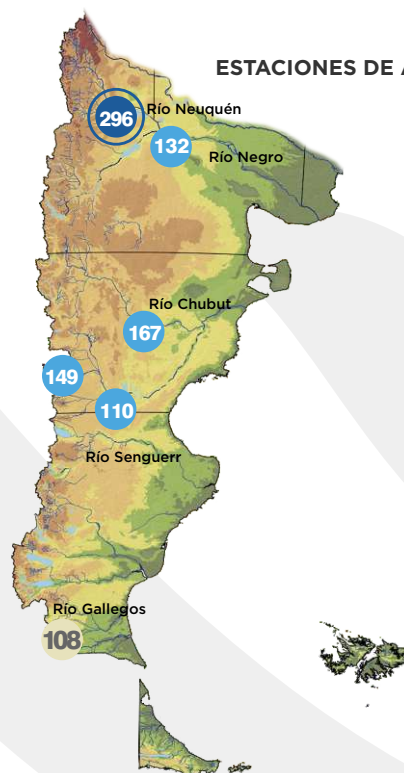 ESTACIONES DE A
Río Neuquén
296
132
Río Negro
Río Chubut
167
149
110
Río Senguerr
Río Gallegos
108